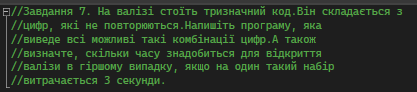 //Завдання 7. На валізі стоїть тризначний код.Він складається з
//цифр, які не повторюються.Напишіть програму, яка
//виведе всі можливі такі комбінації цифр.А також
//визначте, скільки часу знадобиться для відкриття
//валізи в гіршому випадку, якщо на один такий набір
//витрачається 3 секунди.